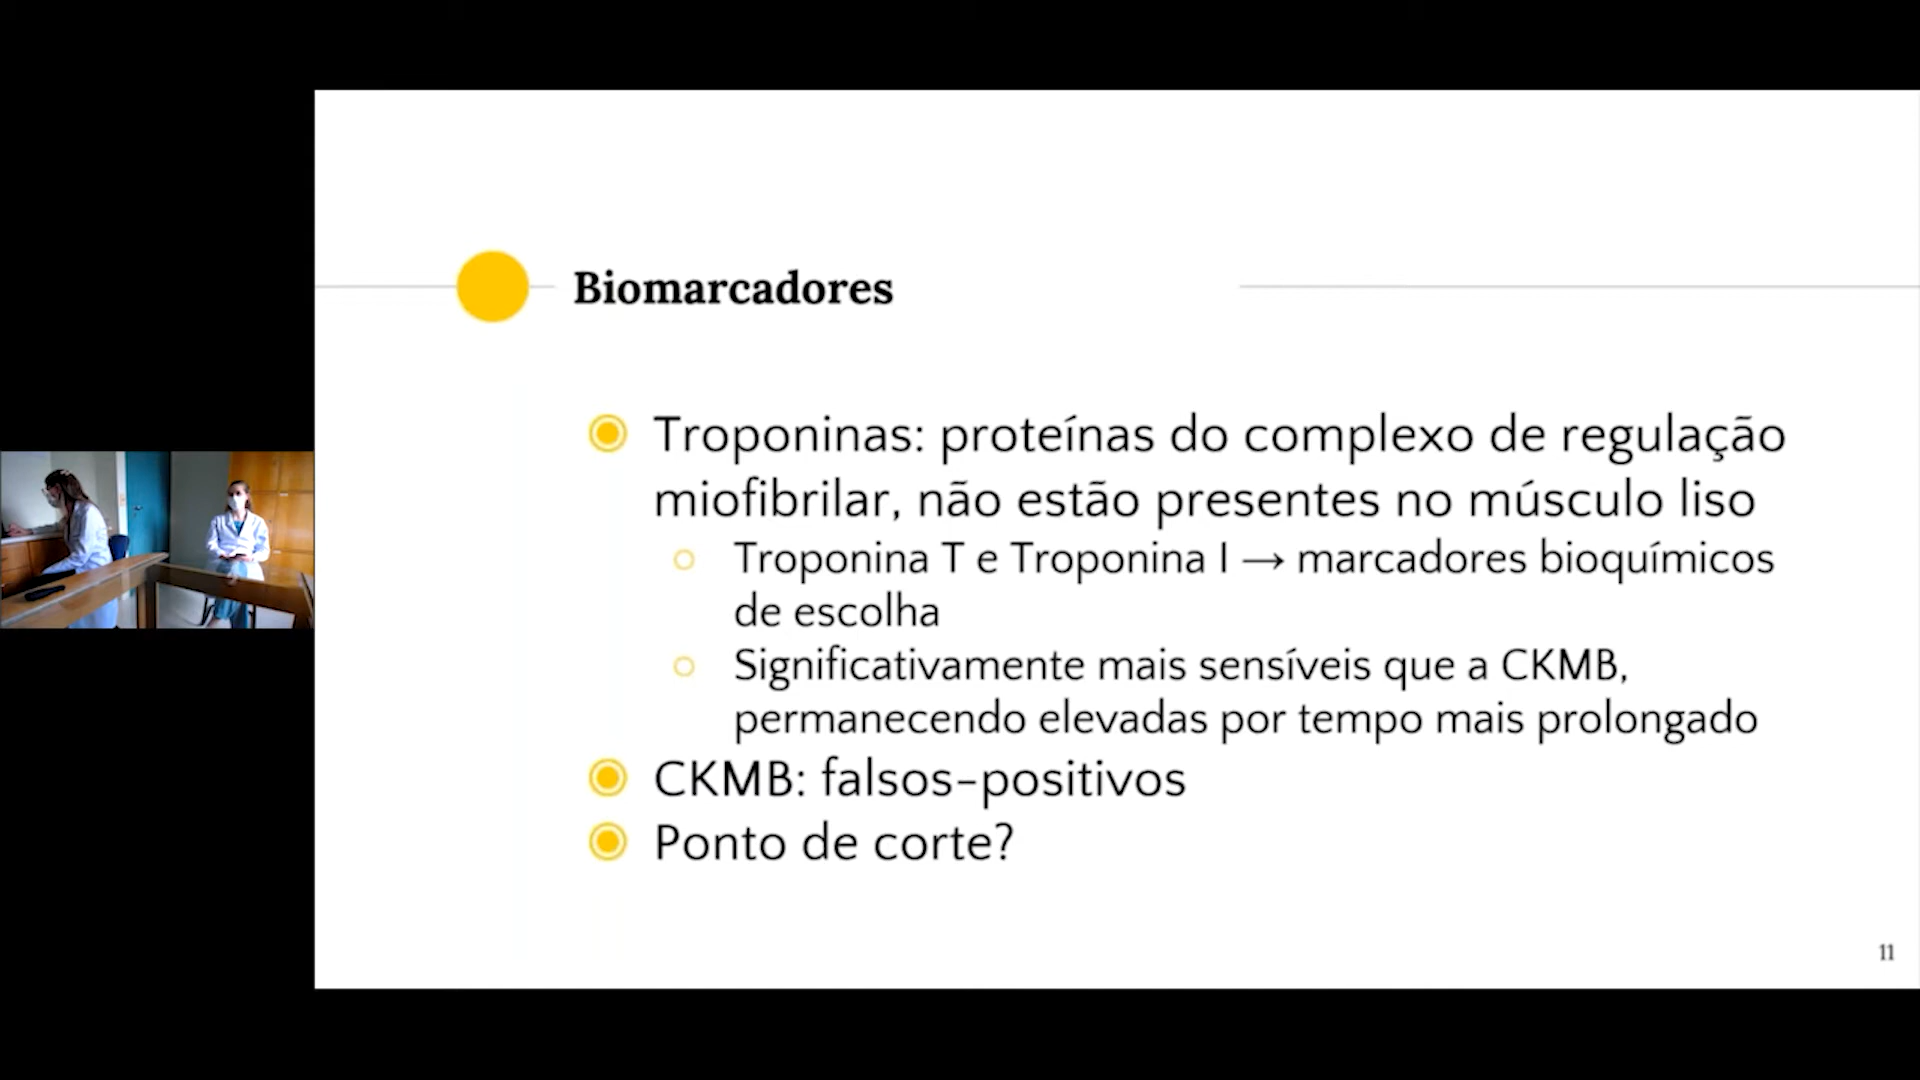 Biomarcadores
Troponinas: proteínas do complexo de regulação
miofibrilar, não estão presentes no músculo liso
Troponina T e Troponina I → marcadores bioquímicos
de escolha
Significativamente mais sensíveis que a CKMB,
permanecendo elevadas por tempo mais prolongado
CKMB: falsos-positivos
Ponto de corte?
11